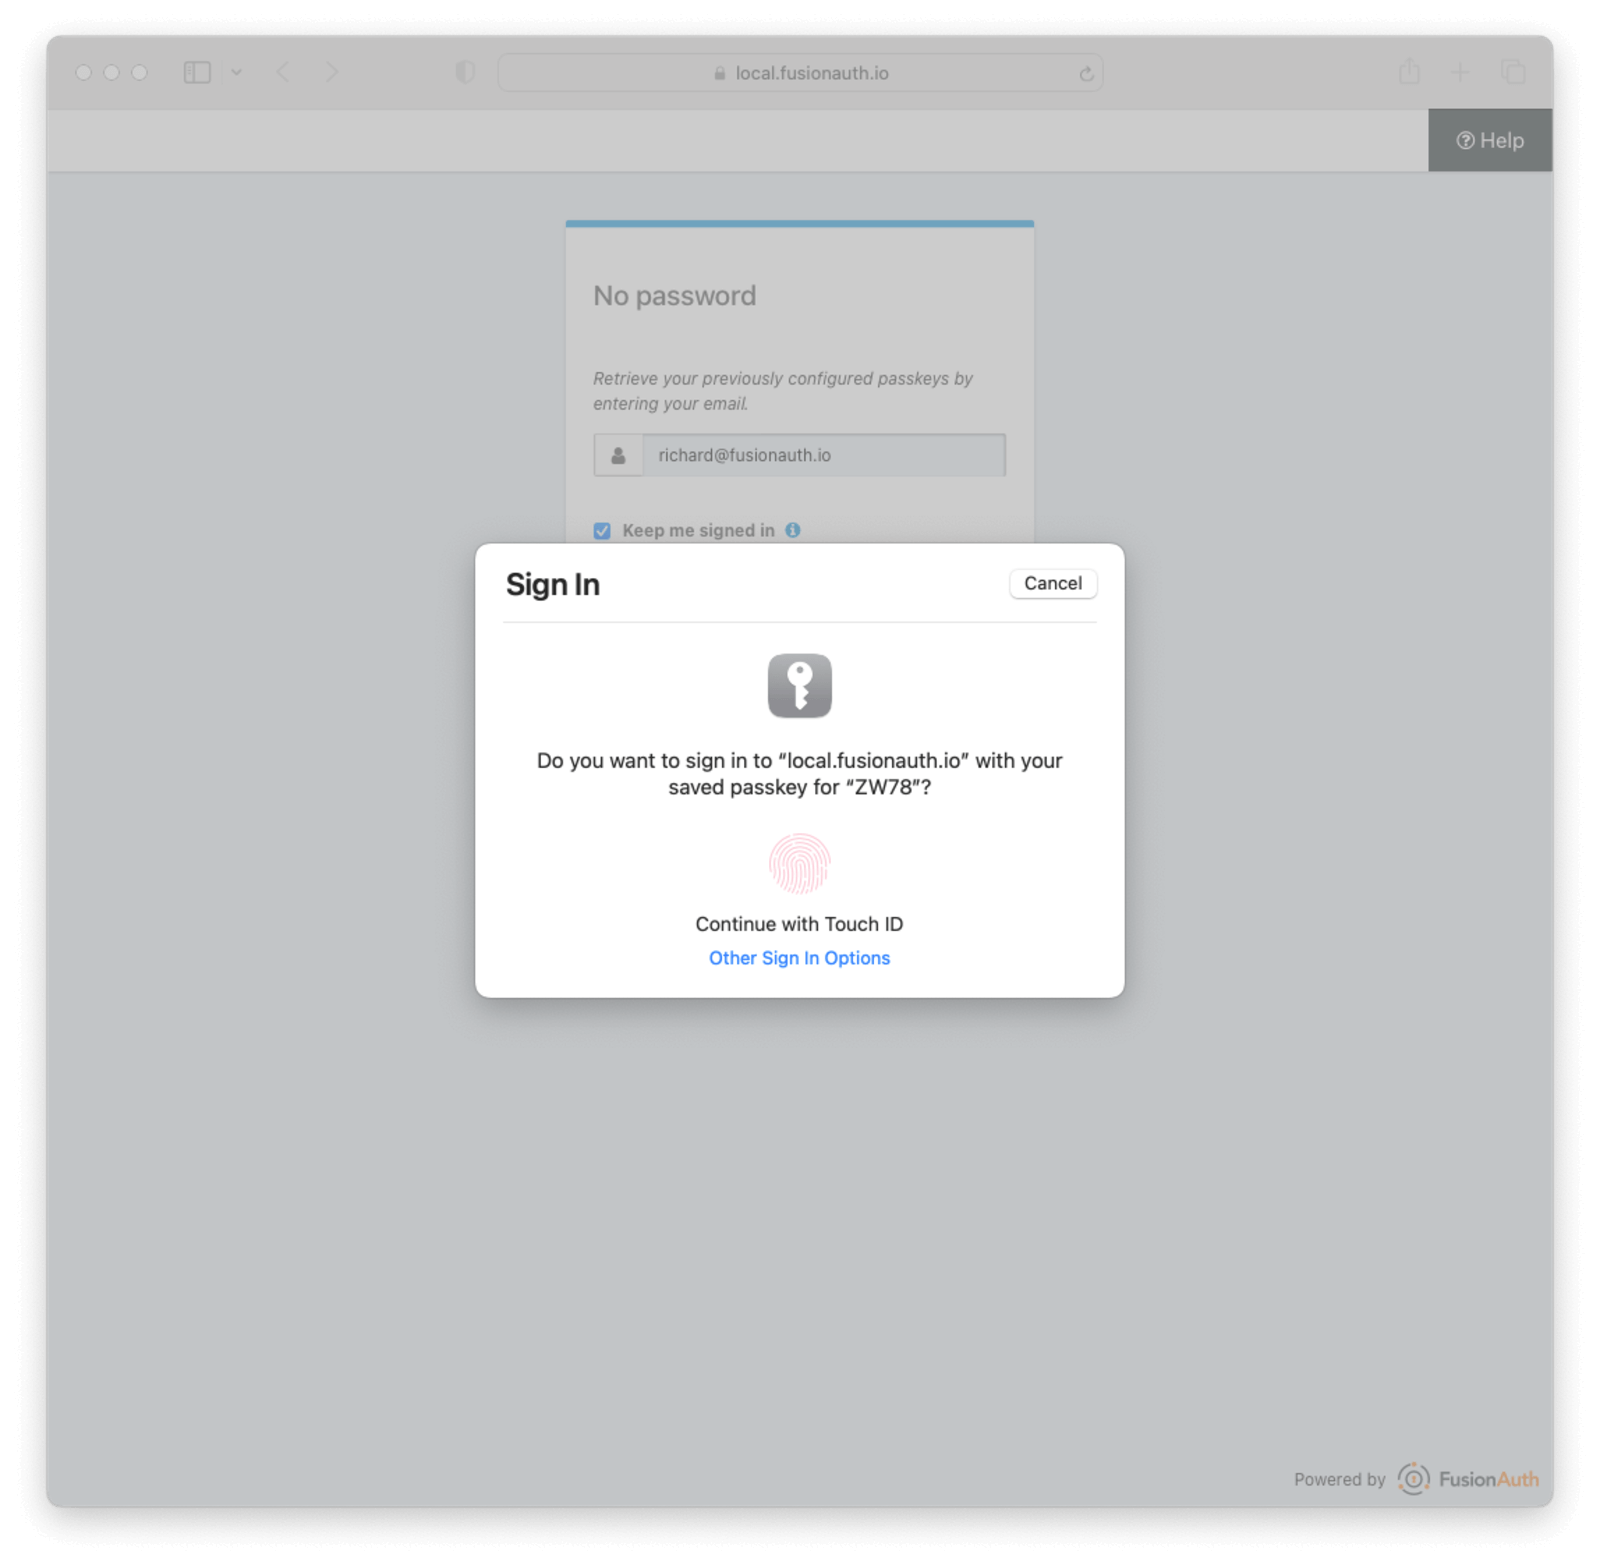 local.fusionauth.io
Help
No password
Retrieve your previously configured passkeys by
entering your email.
richard@fusionauth.io
Keep me signed in
Sign In
Cancel
Do you want to sign in to “local.fusionauth.io” with your
saved passkey for “ZW78”?
Continue with Touch ID
Other Sign In Options
Powered by FusionAuth